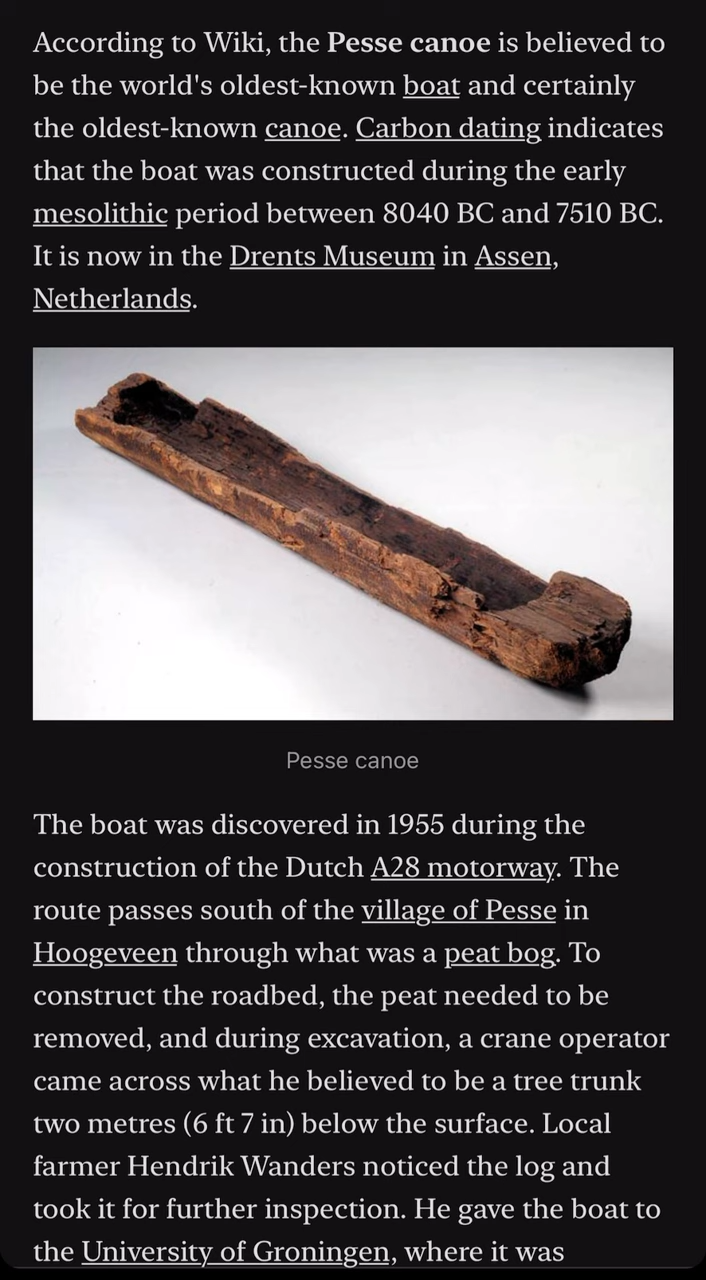 According to Wiki, the Pesse canoe is believed to
be the world's oldest-known boat and certainly
the oldest-known canoe. Carbon dating indicates
that the boat was constructed during the early
mesolithic period between 8040 BC and 7510 BC.
It is now in the Drents Museum in Assen,
Netherlands.
Pesse canoe
The boat was discovered in 1955 during the
construction of the Dutch A28 motorway. The
route passes south of the village of Pesse in
Hoogeveen through what was a peat bog. To
construct the roadbed, the peat needed to be
removed, and during excavation, a crane operator
came across what he believed to be a tree trunk
two metres (6 ft 7 in) below the surface. Local
farmer Hendrik Wanders noticed the log and
took it for further inspection. He gave the boat to
the University of Groningen, where it was